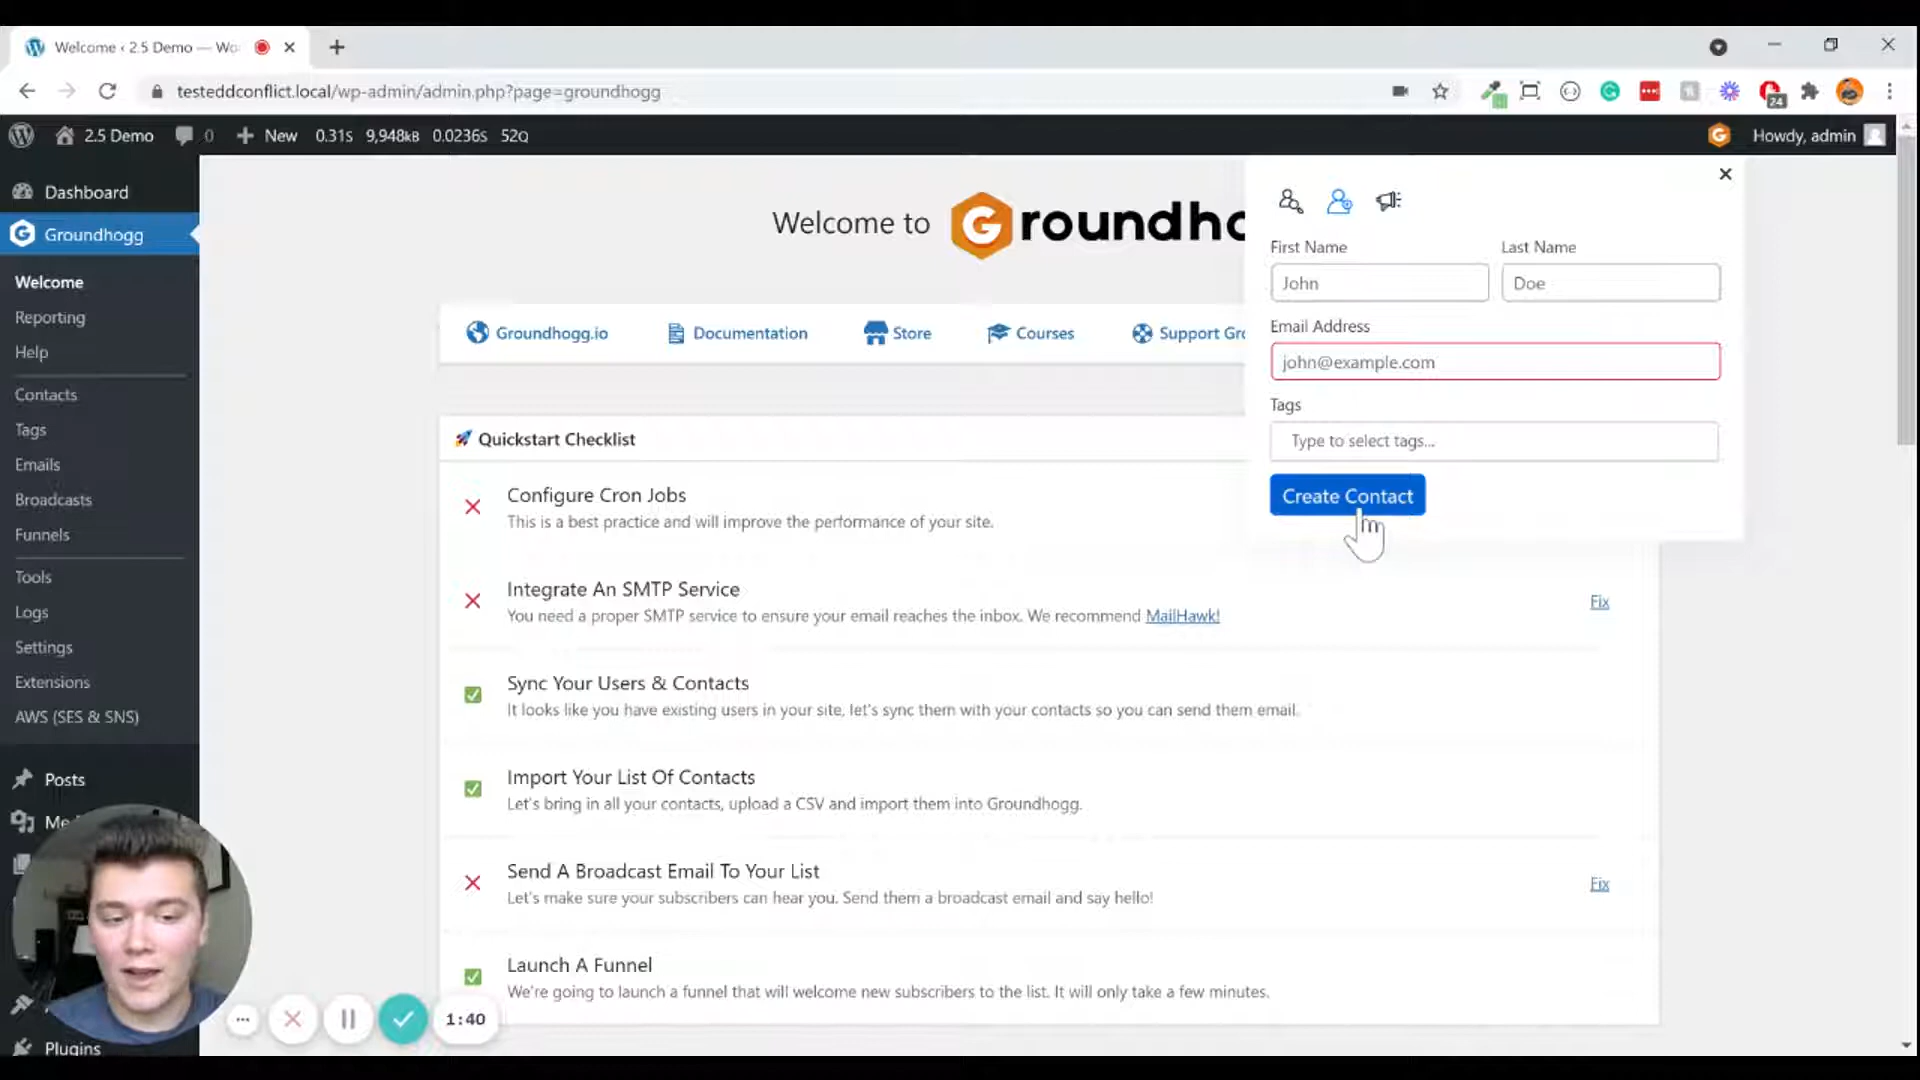 Welcome ‹ 2.5 Demo — Wo
testeddconflict.local/wp-admin/admin.php?page=groundhogg
24
2.5 Demo
0
New
0.31s 9,948kB 0.0236s 52Q
Howdy, admin
Dashboard
Groundhogg
Welcome
Reporting
Help
Contacts
Tags
Emails
Broadcasts
Funnels
Tools
Logs
Settings
Extensions
AWS (SES & SNS)
Posts
Me
Plugins
Welcome to Groundho
Groundhogg.io
Documentation
Store
Courses
Support Gro
Quickstart Checklist
Configure Cron Jobs
This is a best practice and will improve the performance of your site.
Integrate An SMTP Service
You need a proper SMTP service to ensure your email reaches the inbox. We recommend MailHawk!
Fix
Sync Your Users & Contacts
It looks like you have existing users in your site, let's sync them with your contacts so you can send them email.
Import Your List Of Contacts
Let's bring in all your contacts, upload a CSV and import them into Groundhogg.
Send A Broadcast Email To Your List
Let's make sure your subscribers can hear you. Send them a broadcast email and say hello!
Fix
Launch A Funnel
We're going to launch a funnel that will welcome new subscribers to the list. It will only take a few minutes.
First Name
Last Name
John
Doe
Email Address
john@example.com
Tags
Type to select tags...
Create Contact
1:40